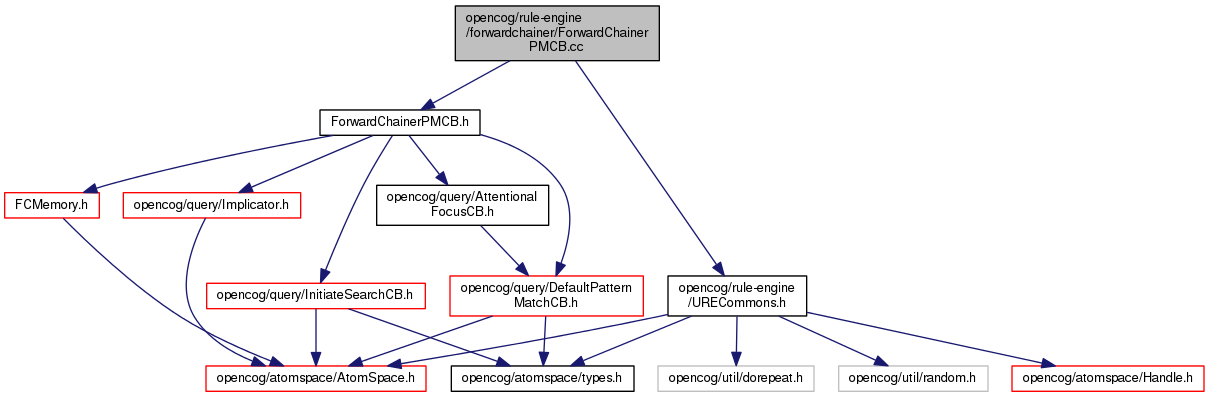 opencog/rule-engine
/forwardchainer/ForwardChainer
PMCB.cc
ForwardChainerPMCB.h
FCMemory.h
opencog/query/Implicator.h
opencog/query/Attentional
FocusCB.h
opencog/query/InitiateSearchCB.h
opencog/query/DefaultPattern
MatchCB.h
opencog/rule-engine
/URECommons.h
opencog/atomspace/AtomSpace.h
opencog/atomspace/types.h
opencog/util/dorepeat.h
opencog/util/random.h
opencog/atomspace/Handle.h